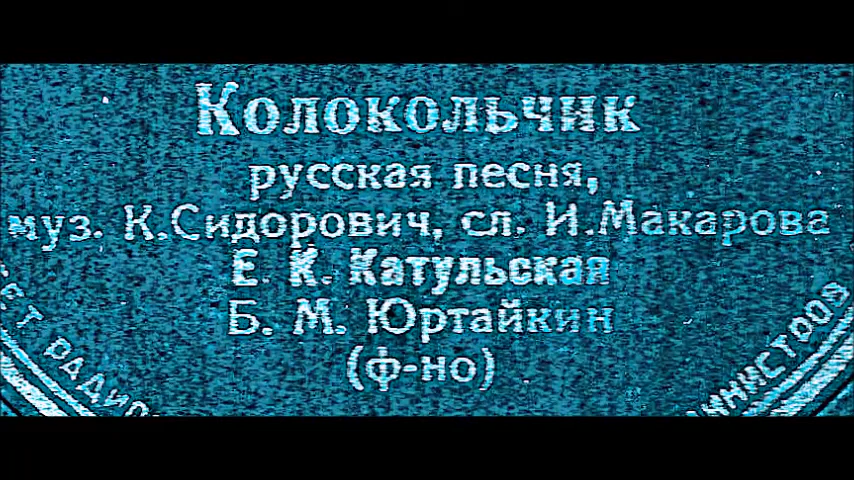 Колокольчик
русская песня,
муз. К.Сидорович, сл. И.Макарова
Е. К. Катульская
Б. М. Юртайкин
(ф-но)